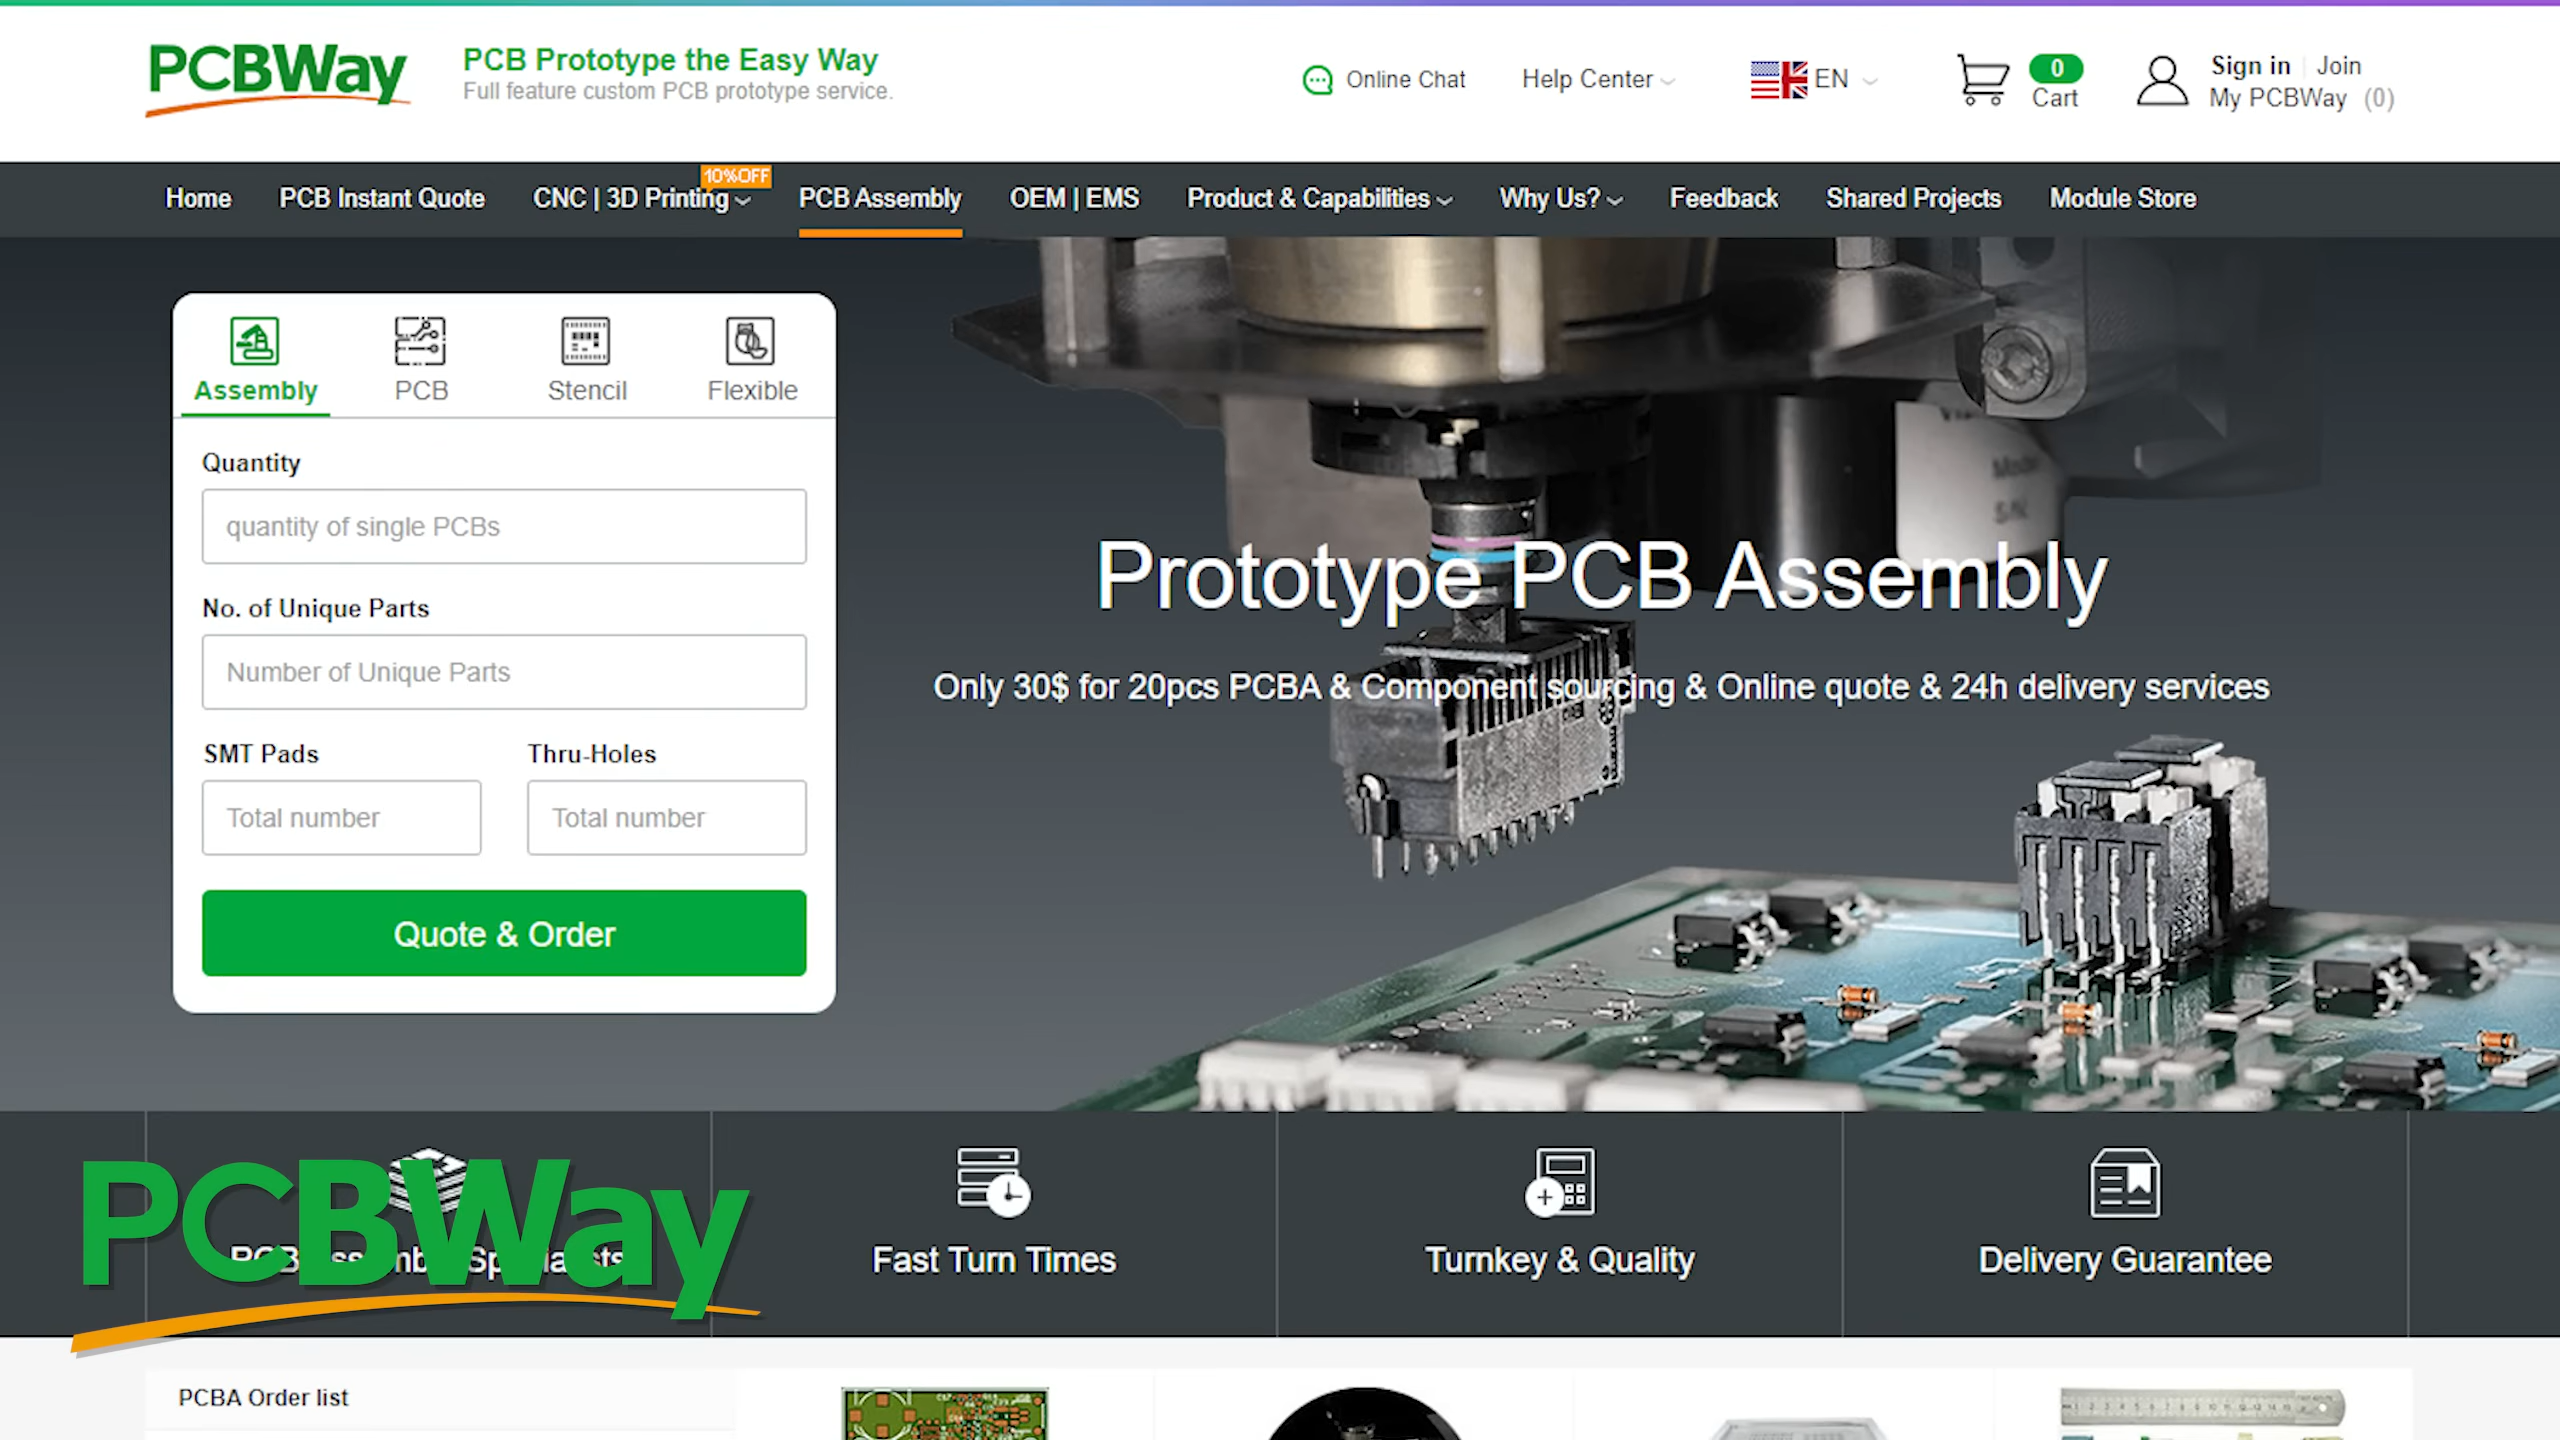 PCBWay
PCB Prototype the Easy Way
Full feature custom PCB prototype service.
Online Chat
Help Center
EN
0
Cart
Sign in | Join
My PCBWay (0)
10%OFF
Home
PCB Instant Quote
CNC | 3D Printing
PCB Assembly
OEM | EMS
Product & Capabilities
Why Us?
Feedback
Shared Projects
Module Store
Assembly
PCB
Stencil
Flexible
Quantity
quantity of single PCBs
No. of Unique Parts
Number of Unique Parts
SMT Pads
Thru-Holes
Total number
Total number
Quote & Order
Prototype PCB Assembly
Only 30$ for 20pcs PCBA & Component sourcing & Online quote & 24h delivery services
PCBWay
Fast Turn Times
Turnkey & Quality
Delivery Guarantee
PCBA Order list